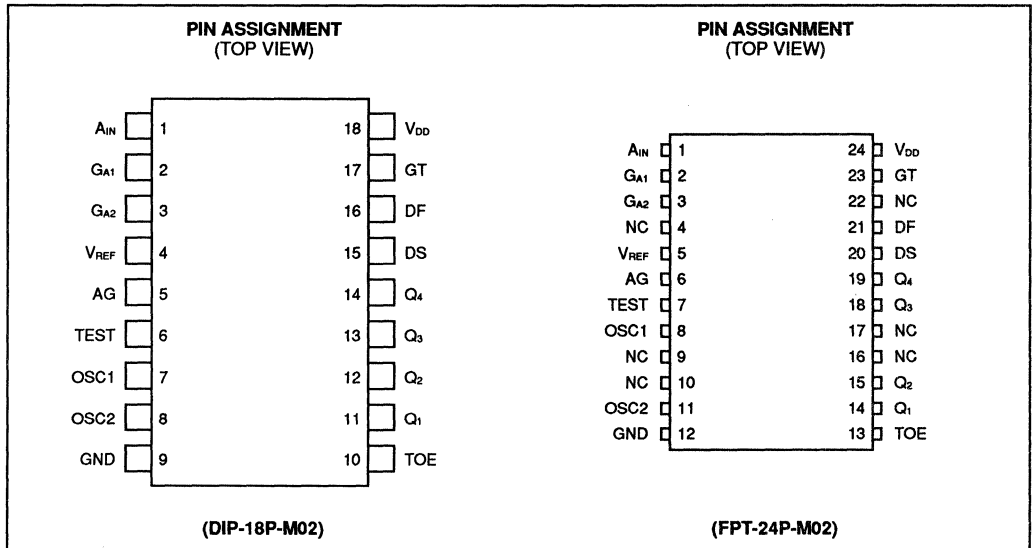 PIN ASSIGNMENT
(TOP VIEW)
AIN 1 18 VDD
GA1 2 17 GT
GA2 3 16 DF
VREF 4 15 DS
AG 5 14 Q4
TEST 6 13 Q3
OSC1 7 12 Q2
OSC2 8 11 Q1
GND 9 10 TOE
(DIP-18P-M02)
PIN ASSIGNMENT
(TOP VIEW)
AIN 1 24 VDD
GA1 2 23 GT
GA2 3 22 NC
NC 4 21 DF
VREF 5 20 DS
AG 6 19 Q4
TEST 7 18 Q3
OSC1 8 17 NC
NC 9 16 NC
NC 10 15 Q2
OSC2 11 14 Q1
GND 12 13 TOE
(FPT-24P-M02)